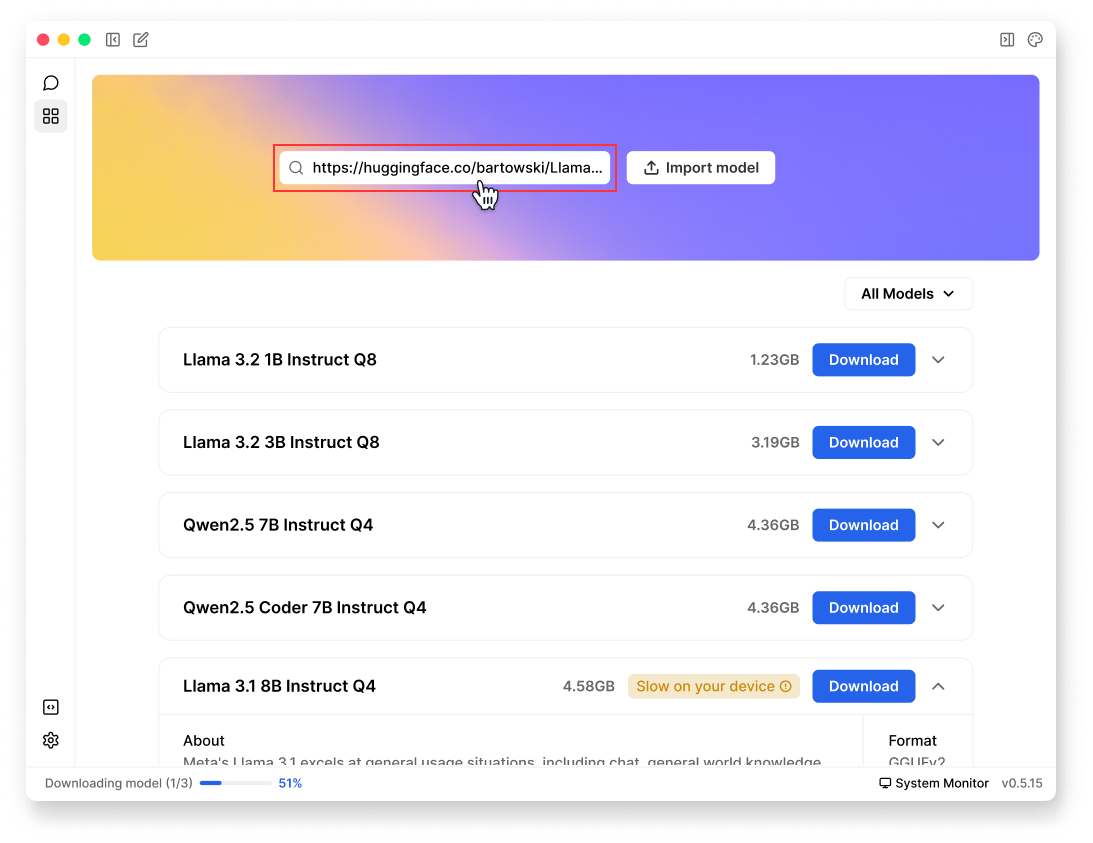 https://huggingface.co/bartowski/Llama...
Import model
All Models
Llama 3.2 1B Instruct Q8
1.23GB
Download
Llama 3.2 3B Instruct Q8
3.19GB
Download
Qwen2.5 7B Instruct Q4
4.36GB
Download
Qwen2.5 Coder 7B Instruct Q4
4.36GB
Download
Llama 3.1 8B Instruct Q4
4.58GB
Slow on your device
Download
About
Meta's Llama 3.1 excels at general usage situations, including chat, general world knowledge
Format
GGUFv2
Downloading model (1/3)
51%
System Monitor
v0.5.15